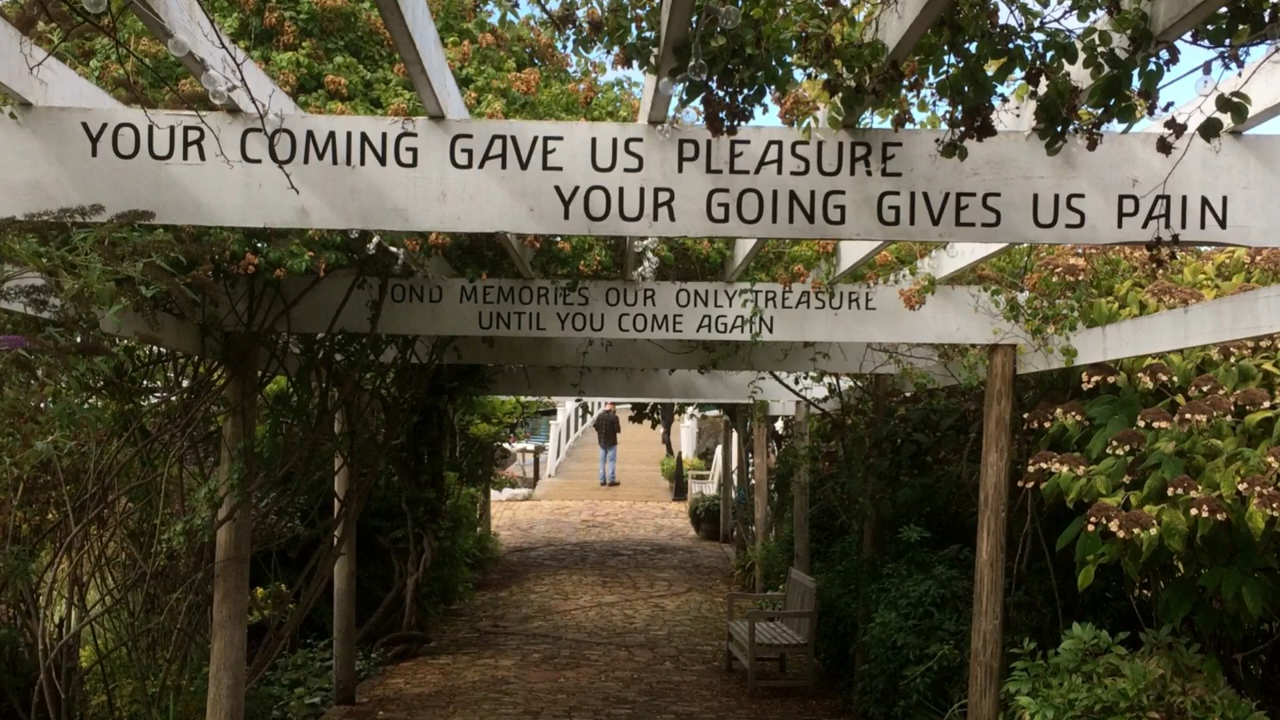 YOUR COMING GAVE US PLEASURE
YOUR GOING GIVES US PAIN
OND MEMORIES OUR ONLY TREASURE
UNTIL YOU COME AGAIN